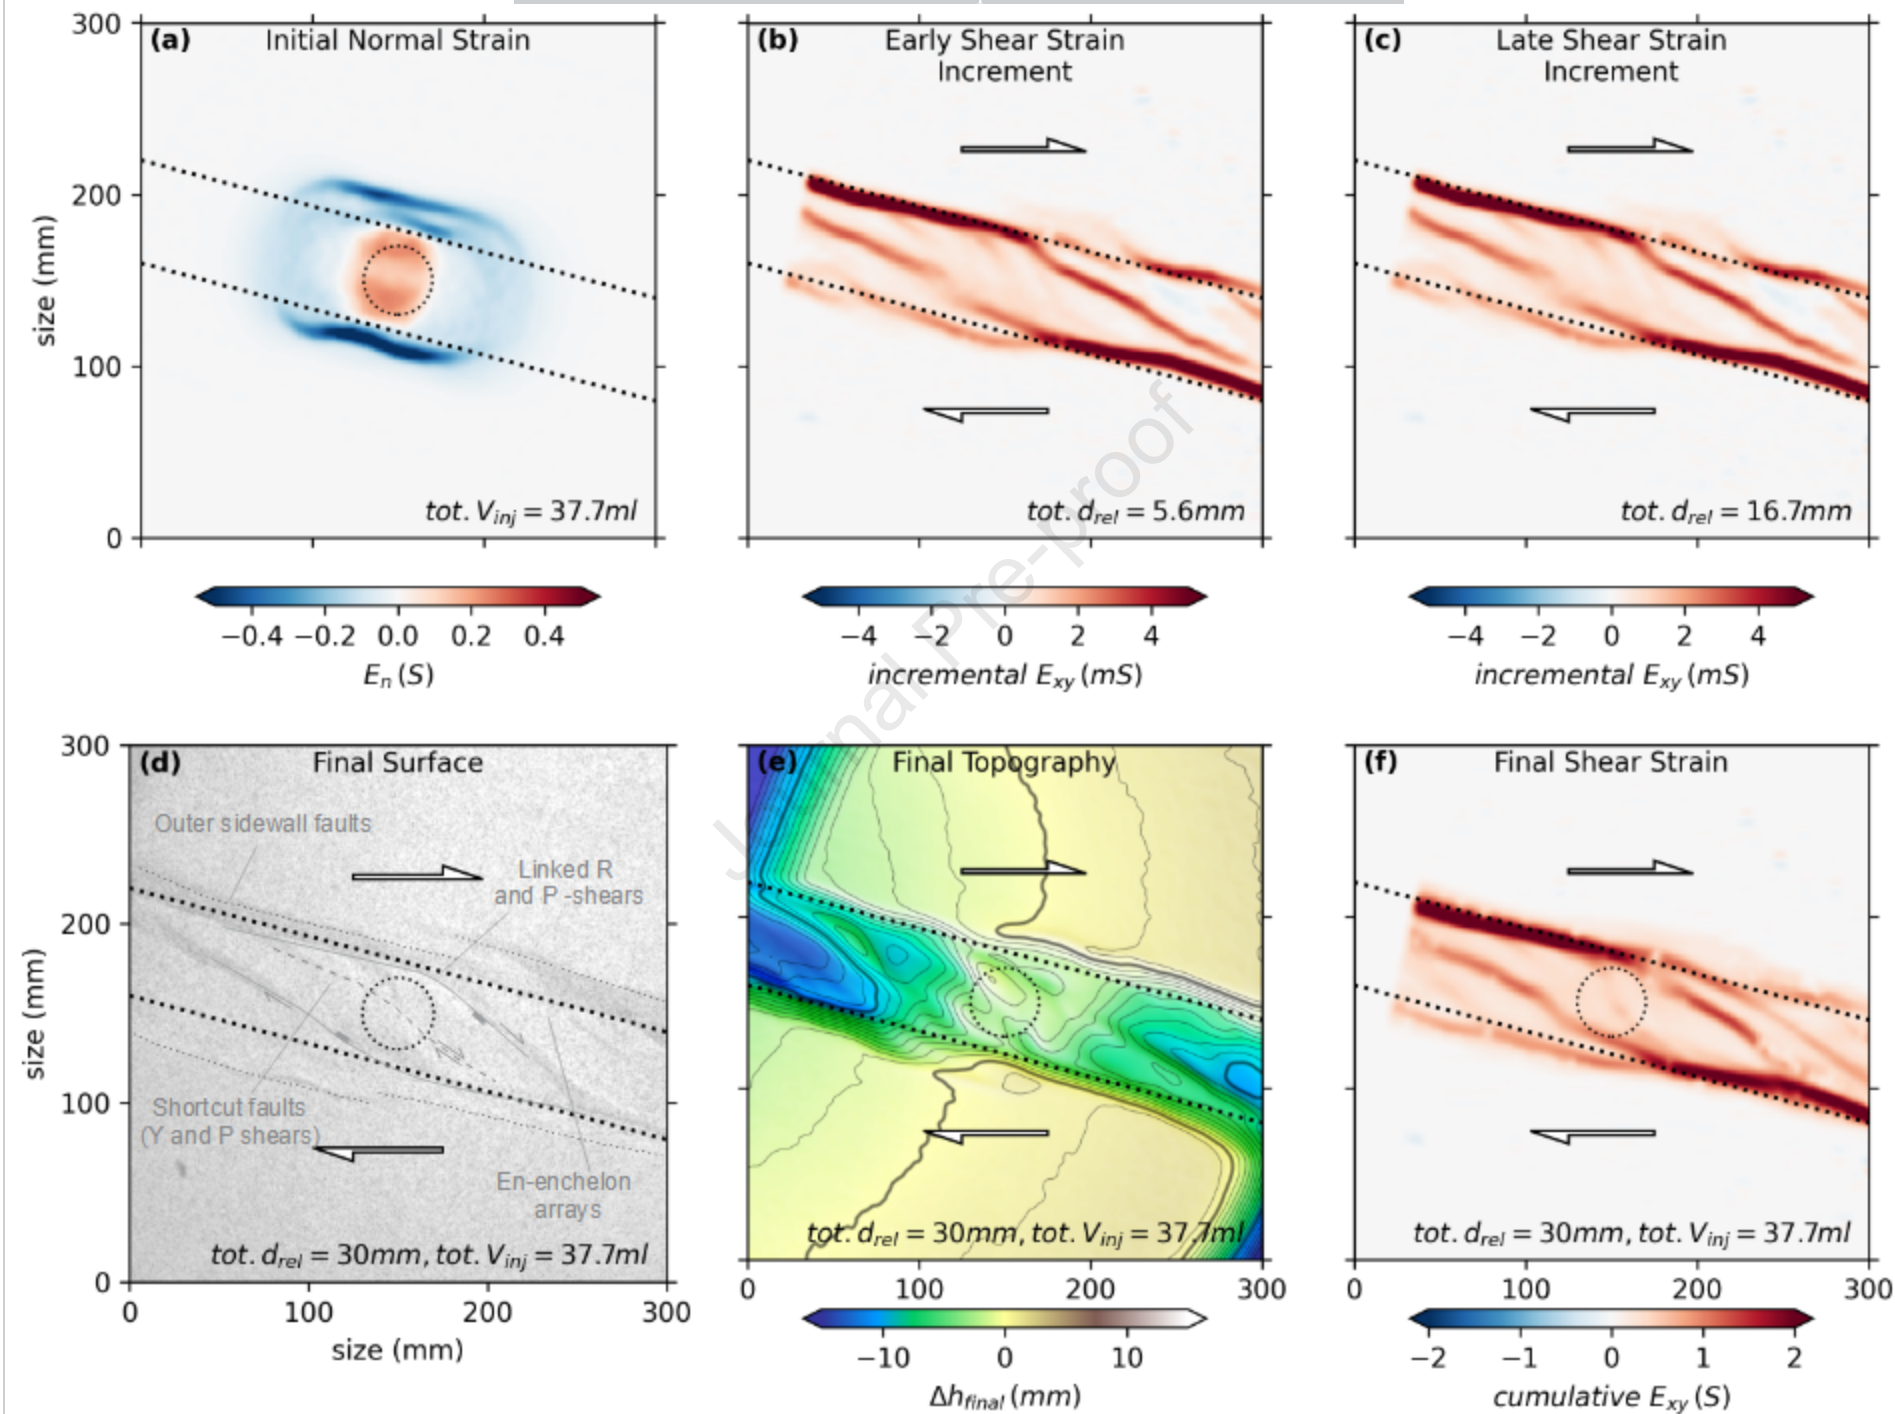 (a) Initial Normal Strain
300
200
100
0
size (mm)
tot. V_inj = 37.7ml
−0.4 −0.2 0.0 0.2 0.4
E_n (S)
(b) Early Shear Strain
Increment
tot. d_rel = 5.6mm
−4 −2 0 2 4
incremental E_xy (mS)
(c) Late Shear Strain
Increment
tot. d_rel = 16.7mm
−4 −2 0 2 4
incremental E_xy (mS)
Journal Pre-proof
(d) Final Surface
300
200
100
0
size (mm)
Outer sidewall faults
Linked R
and P -shears
Shortcut faults
(Y and P shears)
En-enchelon
arrays
tot. d_rel = 30mm, tot. V_inj = 37.7ml
0 100 200 300
size (mm)
(e) Final Topography
tot. d_rel = 30mm, tot. V_inj = 37.7ml
0 100 200 300
−10 0 10
Δh_final (mm)
(f) Final Shear Strain
tot. d_rel = 30mm, tot. V_inj = 37.7ml
0 100 200 300
−2 −1 0 1 2
cumulative E_xy (S)